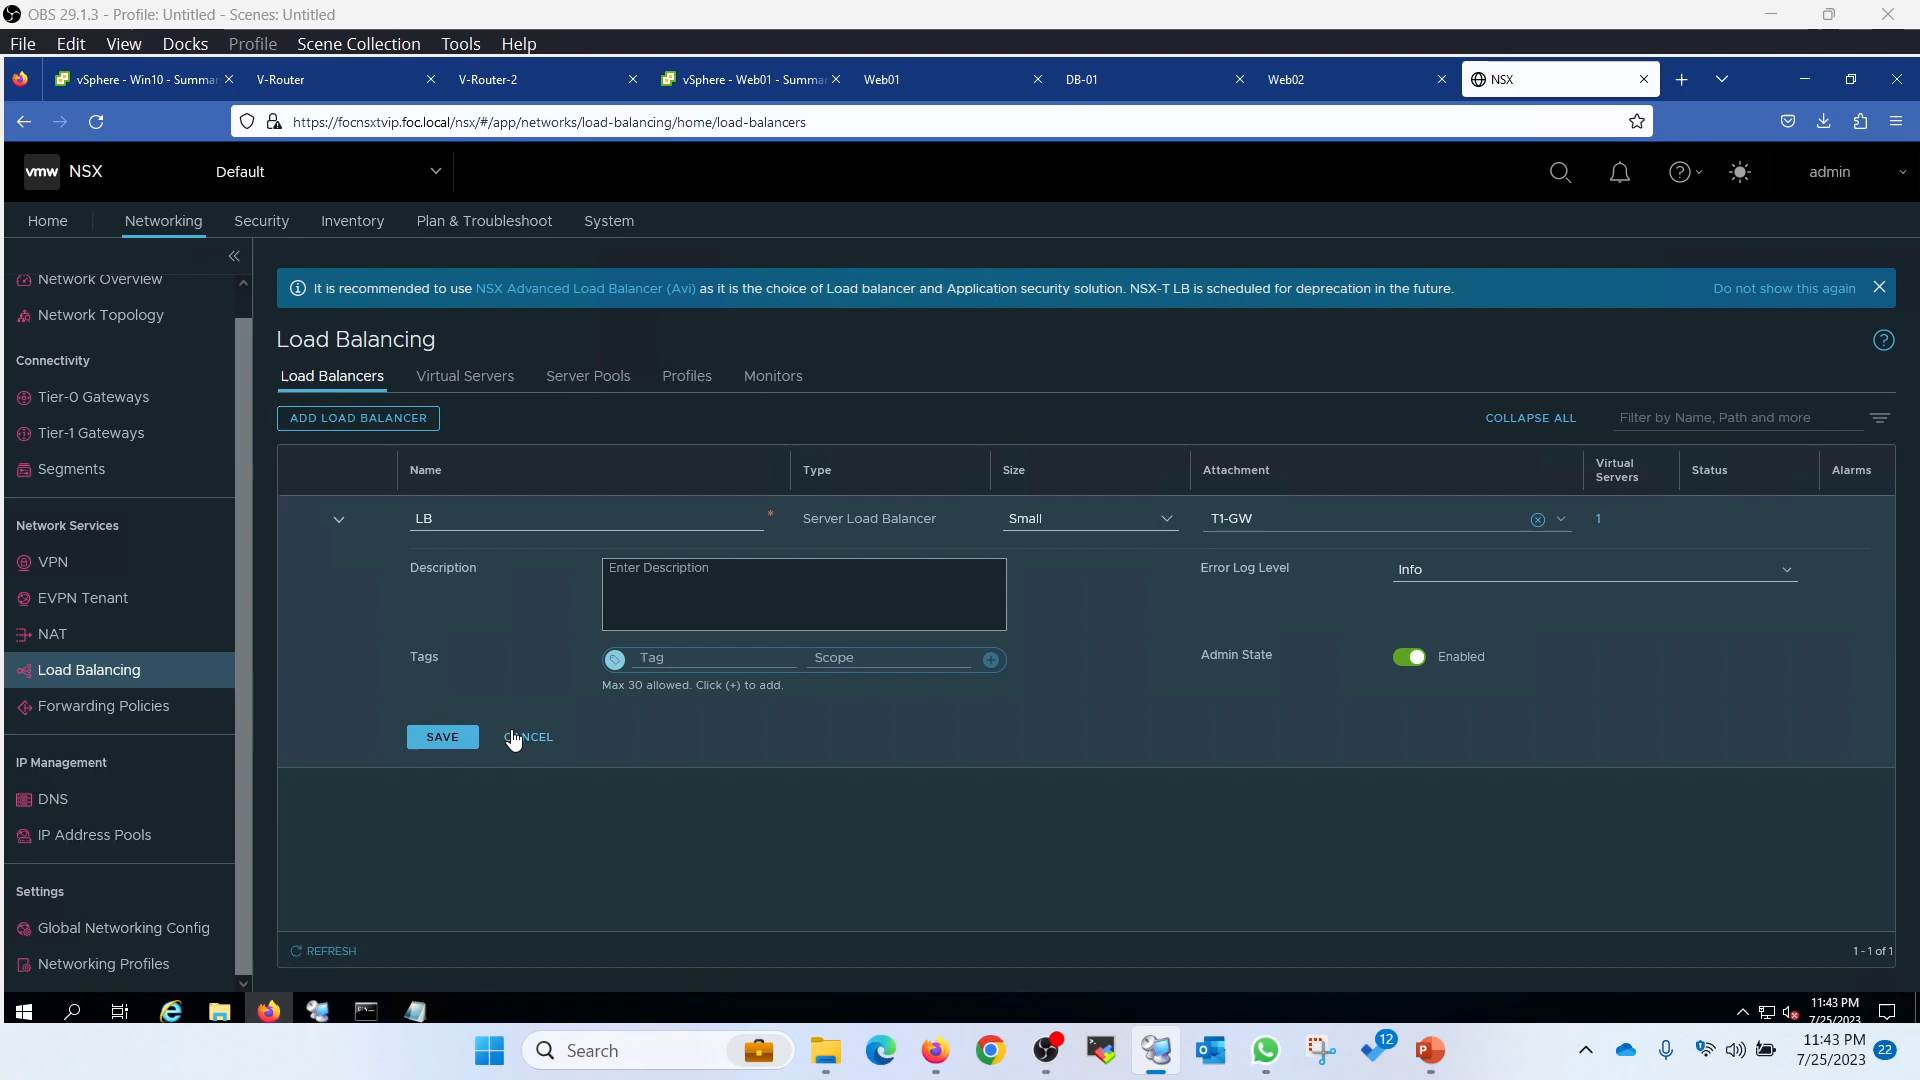 OBS 29.1.3 - Profile: Untitled - Scenes: Untitled
File Edit View Docks Profile Scene Collection Tools Help
vSphere - Win10 - Summa
V-Router
V-Router-2
vSphere - Web01 - Summa
Web01
DB-01
Web02
NSX
https://focnsxtvip.foc.local/nsx/#/app/networks/load-balancing/home/load-balancers
vmw NSX
Default
admin
Home Networking Security Inventory Plan & Troubleshoot System
Network Overview
Network Topology
Connectivity
Tier-0 Gateways
Tier-1 Gateways
Segments
Network Services
VPN
EVPN Tenant
NAT
Load Balancing
Forwarding Policies
IP Management
DNS
IP Address Pools
Settings
Global Networking Config
Networking Profiles
It is recommended to use NSX Advanced Load Balancer (Avi) as it is the choice of Load balancer and Application security solution. NSX-T LB is scheduled for deprecation in the future.
Do not show this again
Load Balancing
Load Balancers Virtual Servers Server Pools Profiles Monitors
ADD LOAD BALANCER
COLLAPSE ALL
Filter by Name, Path and more
Name Type Size Attachment Virtual Servers Status Alarms
LB * Server Load Balancer Small T1-GW 1
Description
Enter Description
Error Log Level
Info
Tags
Tag
Scope
Max 30 allowed. Click (+) to add.
Admin State
Enabled
SAVE
CANCEL
REFRESH
1 - 1 of 1
11:43 PM
7/25/2023
Search
12
11:43 PM
7/25/2023
22